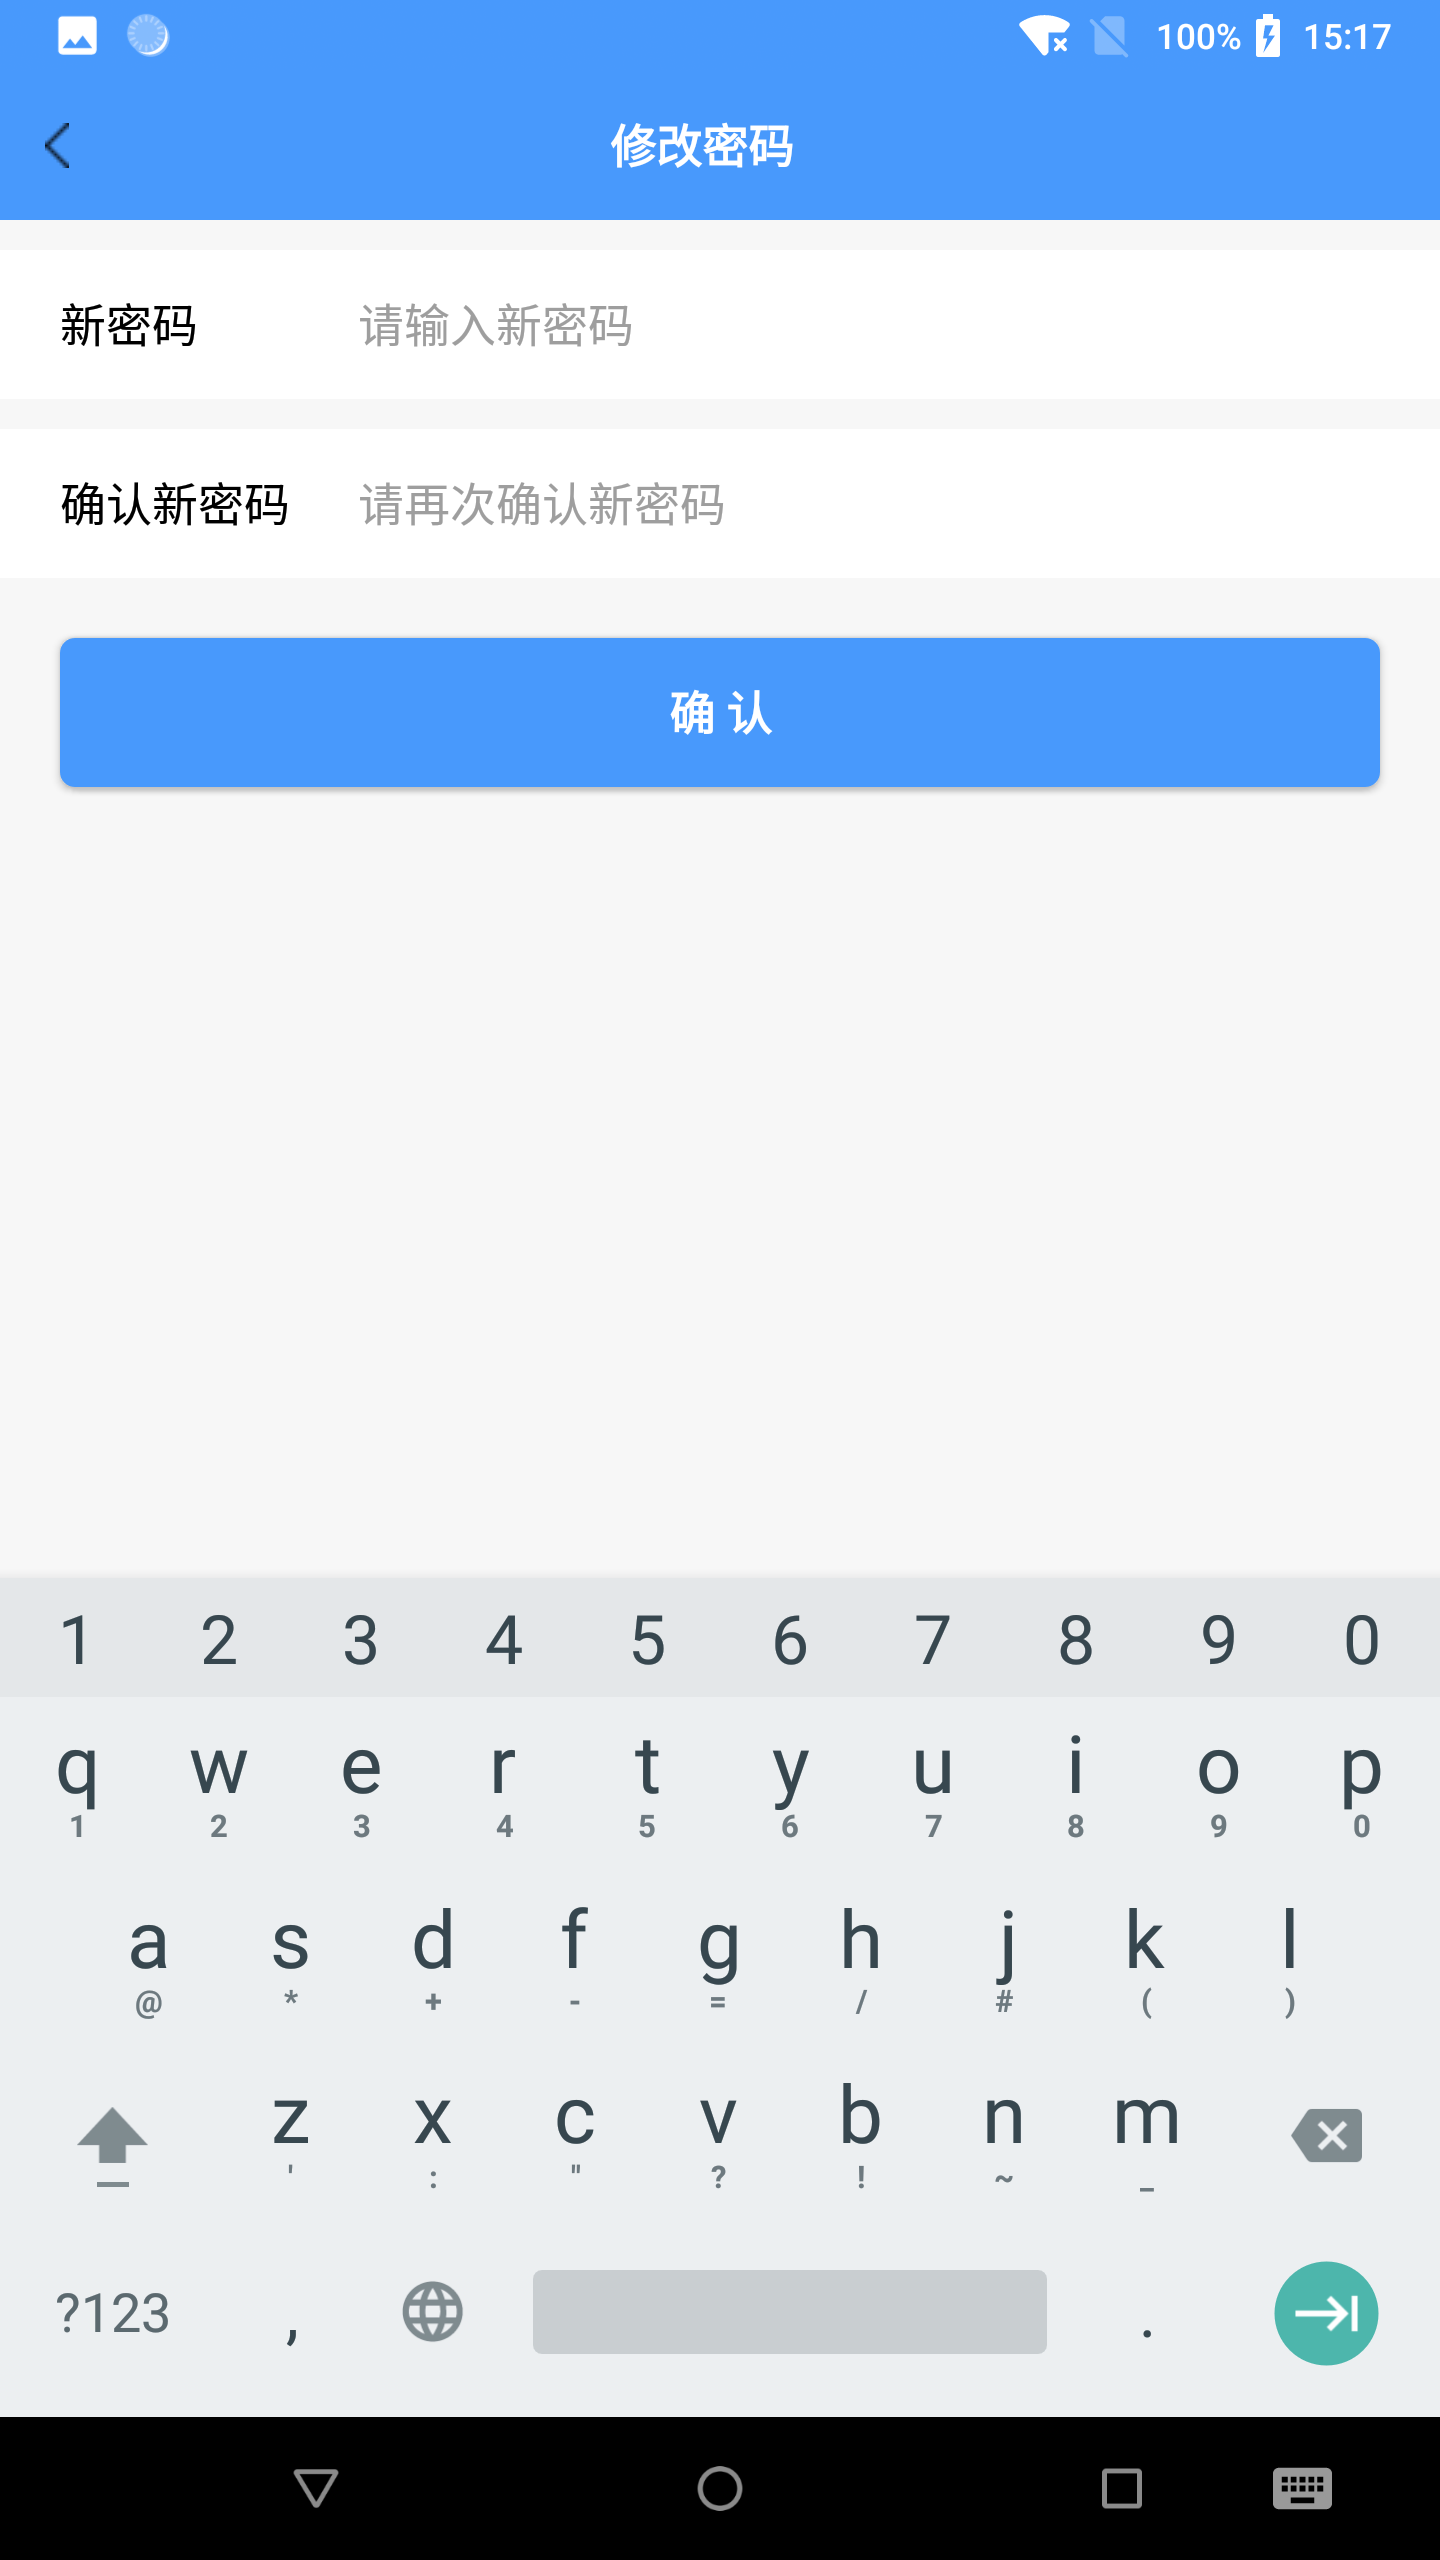 100% 15:17
修改密码
新密码 请输入新密码
确认新密码 请再次确认新密码
确 认
1 2 3 4 5 6 7 8 9 0
q w e r t y u i o p
1 2 3 4 5 6 7 8 9 0
a s d f g h j k l
@ * + - = / # ( )
z x c v b n m
' : " ? ! ~ _
?123 , .